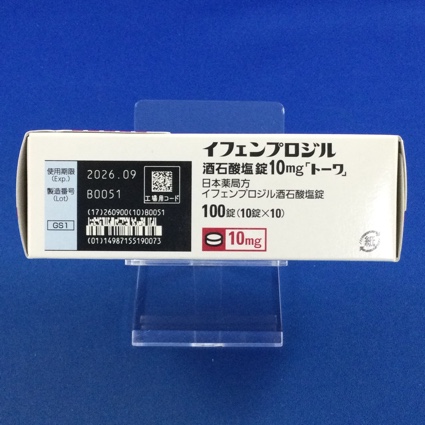 使用期限
(Exp.)
2026.09
製造番号
(Lot)
B0051
工場用コード
GS1
(17)260900(10)B0051
(01)14987155190073
イフェンプロジル
酒石酸塩錠10mg「トーワ」
日本薬局方
イフェンプロジル酒石酸塩錠
100錠(10錠×10)
10mg
紙